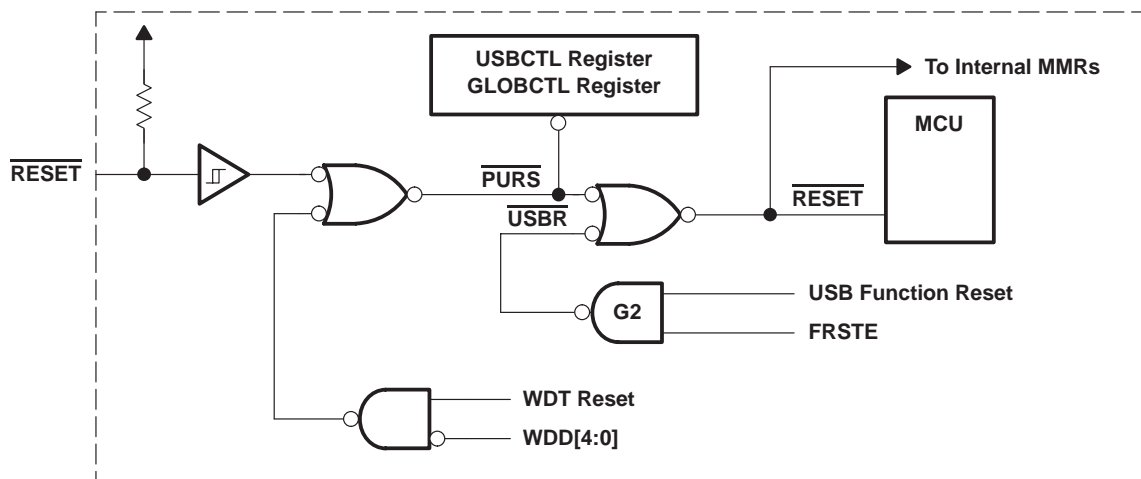 USBCTL Register
GLOBCTL Register
To Internal MMRs
MCU
RESET
PURS
USBR
RESET
G2
USB Function Reset
FRSTE
WDT Reset
WDD[4:0]